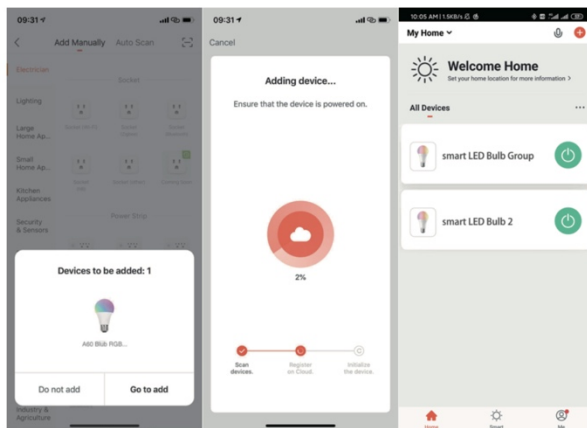 09:31
Add Manually Auto Scan
Electrician
Socket
Lighting
Large
Home Ap...
Small
Home Ap...
Kitchen
Appliances
Power Strip
Security
& Sensors
Devices to be added: 1
A60 Blub RGB...
Do not add Go to add
Industry &
Agriculture
09:31
Cancel
Adding device...
Ensure that the device is powered on.
2%
Scan
devices.
Register
on Cloud.
Initialize
the device.
10:05 AM | 1.5KB/s
My Home
Welcome Home
Set your home location for more information >
All Devices
smart LED Bulb Group
smart LED Bulb 2
Home Smart Me